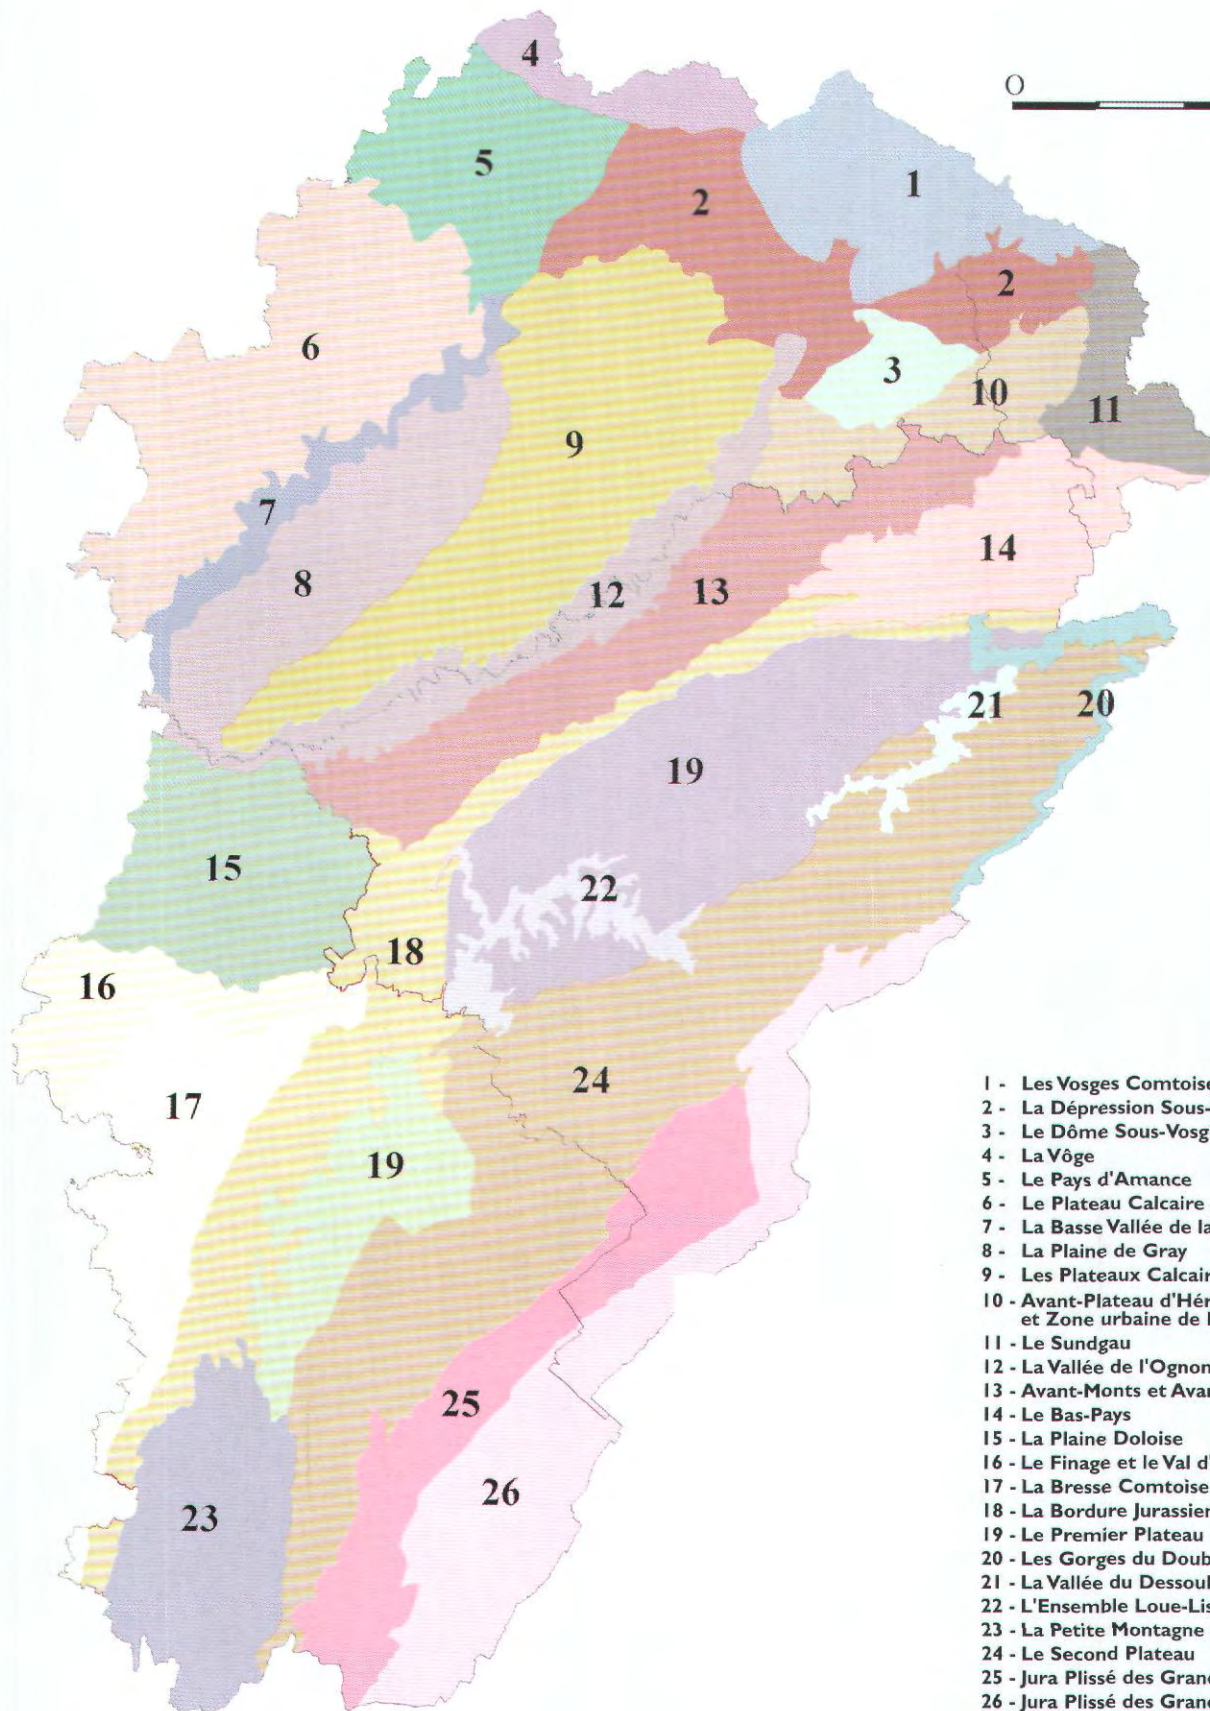 O
4
5
1
2
2
6
3
10
11
9
7
14
8
12
13
21
20
19
15
22
18
16
24
17
19
25
26
23
1 - Les Vosges Comtoise
2 - La Dépression Sous-
3 - Le Dôme Sous-Vosg
4 - La Vôge
5 - Le Pays d'Amance
6 - Le Plateau Calcaire
7 - La Basse Vallée de la
8 - La Plaine de Gray
9 - Les Plateaux Calcair
10 - Avant-Plateau d'Hér
et Zone urbaine de
11 - Le Sundgau
12 - La Vallée de l'Ognon
13 - Avant-Monts et Avan
14 - Le Bas-Pays
15 - La Plaine Doloise
16 - Le Finage et le Val d'
17 - La Bresse Comtoise
18 - La Bordure Jurassien
19 - Le Premier Plateau
20 - Les Gorges du Doub
21 - La Vallée du Dessoul
22 - L'Ensemble Loue-Lis
23 - La Petite Montagne
24 - Le Second Plateau
25 - Jura Plissé des Grand
26 - Jura Plissé des Grand